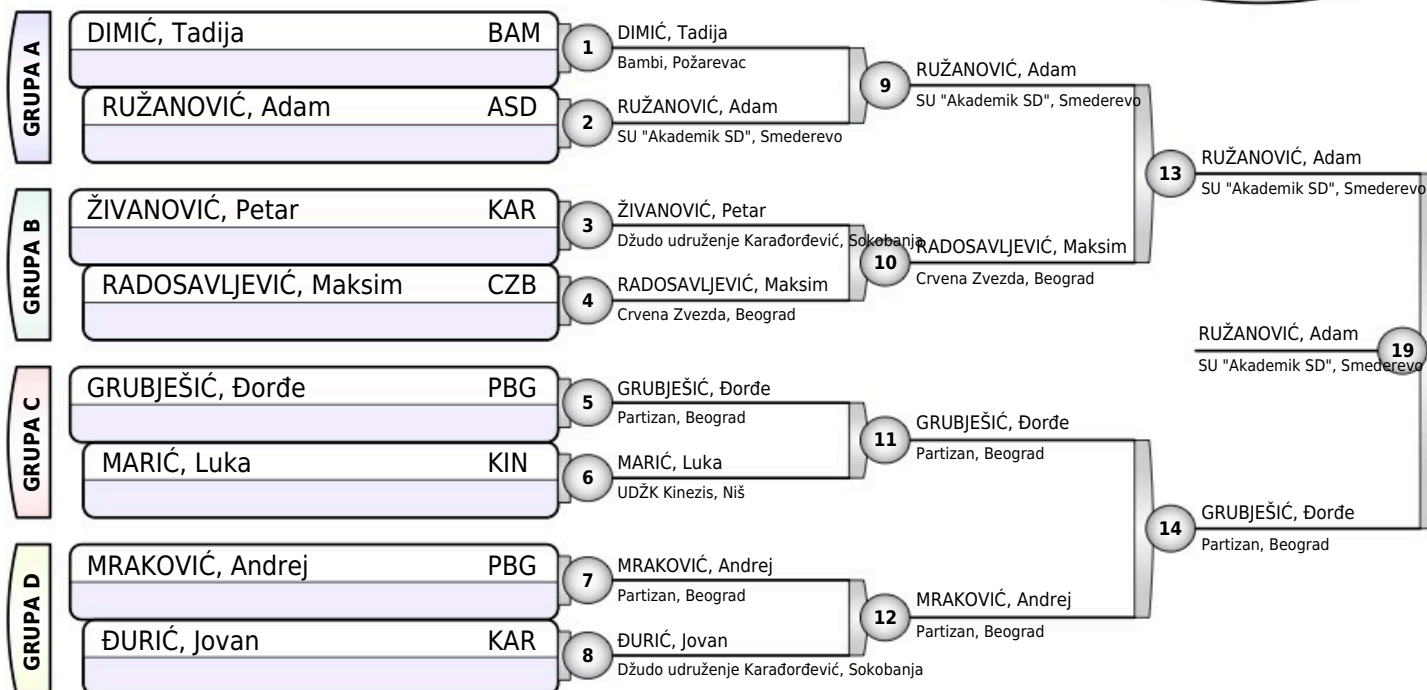 GRUPA A
DIMIĆ, Tadija BAM
RUŽANOVIĆ, Adam ASD
GRUPA B
ŽIVANOVIĆ, Petar KAR
RADOSAVLJEVIĆ, Maksim CZB
GRUPA C
GRUBJEŠIĆ, Đorđe PBG
MARIĆ, Luka KIN
GRUPA D
MRAKOVIĆ, Andrej PBG
ĐURIĆ, Jovan KAR
1 DIMIĆ, Tadija
Bambi, Požarevac
2 RUŽANOVIĆ, Adam
SU "Akademik SD", Smederevo
3 ŽIVANOVIĆ, Petar
Džudo udruženje Karađorđević, Sokobanja
4 RADOSAVLJEVIĆ, Maksim
Crvena Zvezda, Beograd
5 GRUBJEŠIĆ, Đorđe
Partizan, Beograd
6 MARIĆ, Luka
UDŽK Kinezis, Niš
7 MRAKOVIĆ, Andrej
Partizan, Beograd
8 ĐURIĆ, Jovan
Džudo udruženje Karađorđević, Sokobanja
9 RUŽANOVIĆ, Adam
SU "Akademik SD", Smederevo
10 RADOSAVLJEVIĆ, Maksim
Crvena Zvezda, Beograd
11 GRUBJEŠIĆ, Đorđe
Partizan, Beograd
12 MRAKOVIĆ, Andrej
Partizan, Beograd
13 RUŽANOVIĆ, Adam
SU "Akademik SD", Smederevo
14 GRUBJEŠIĆ, Đorđe
Partizan, Beograd
RUŽANOVIĆ, Adam 19
SU "Akademik SD", Smederevo